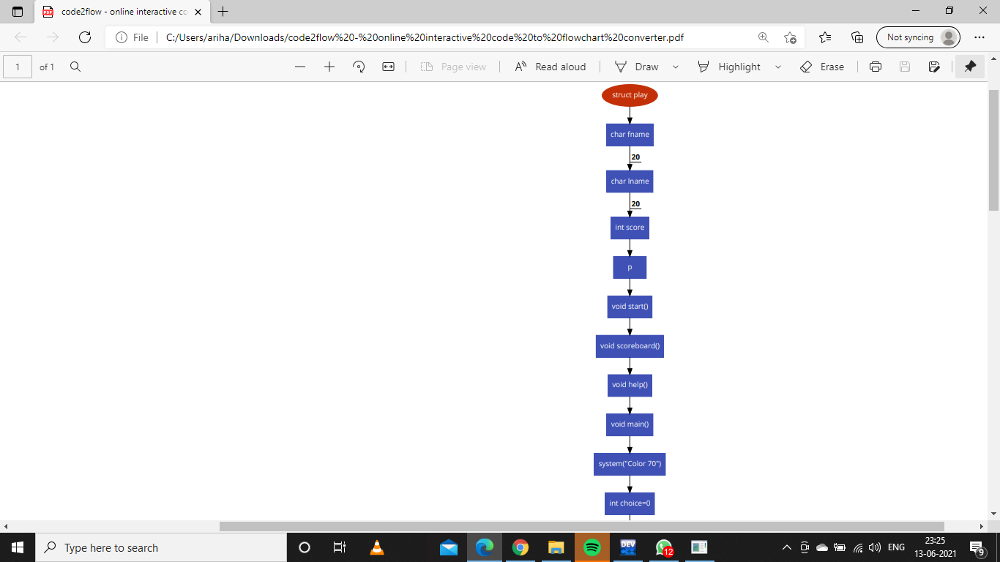 code2flow - online interactive co
File
C:/Users/ariha/Downloads/code2flow%20-%20online%20interactive%20code%20to%20flowchart%20converter.pdf
Not syncing
1 of 1
Page view
Read aloud
Draw
Highlight
Erase
struct play
char fname
20
char lname
20
int score
p
void start()
void scoreboard()
void help()
void main()
system("Color 70")
int choice=0
Type here to search
DEV
12
ENG
23:25
13-06-2021
9